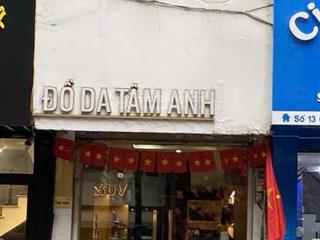 ĐỒ DA TÂM ANH
SUV
Số 13